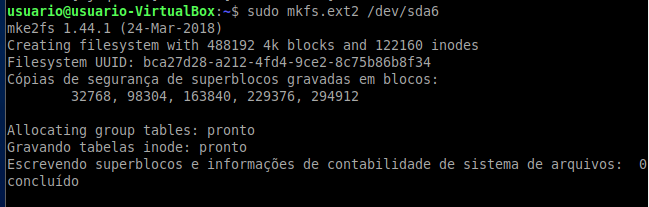 usuario@usuario-VirtualBox:~$ sudo mkfs.ext2 /dev/sda6
mke2fs 1.44.1 (24-Mar-2018)
Creating filesystem with 488192 4k blocks and 122160 inodes
Filesystem UUID: bca27d28-a212-4fd4-9ce2-8c75b86b8f34
Cópias de segurança de superblocos gravadas em blocos:
32768, 98304, 163840, 229376, 294912
Allocating group tables: pronto
Gravando tabelas inode: pronto
Escrevendo superblocos e informações de contabilidade de sistema de arquivos:  0
concluído